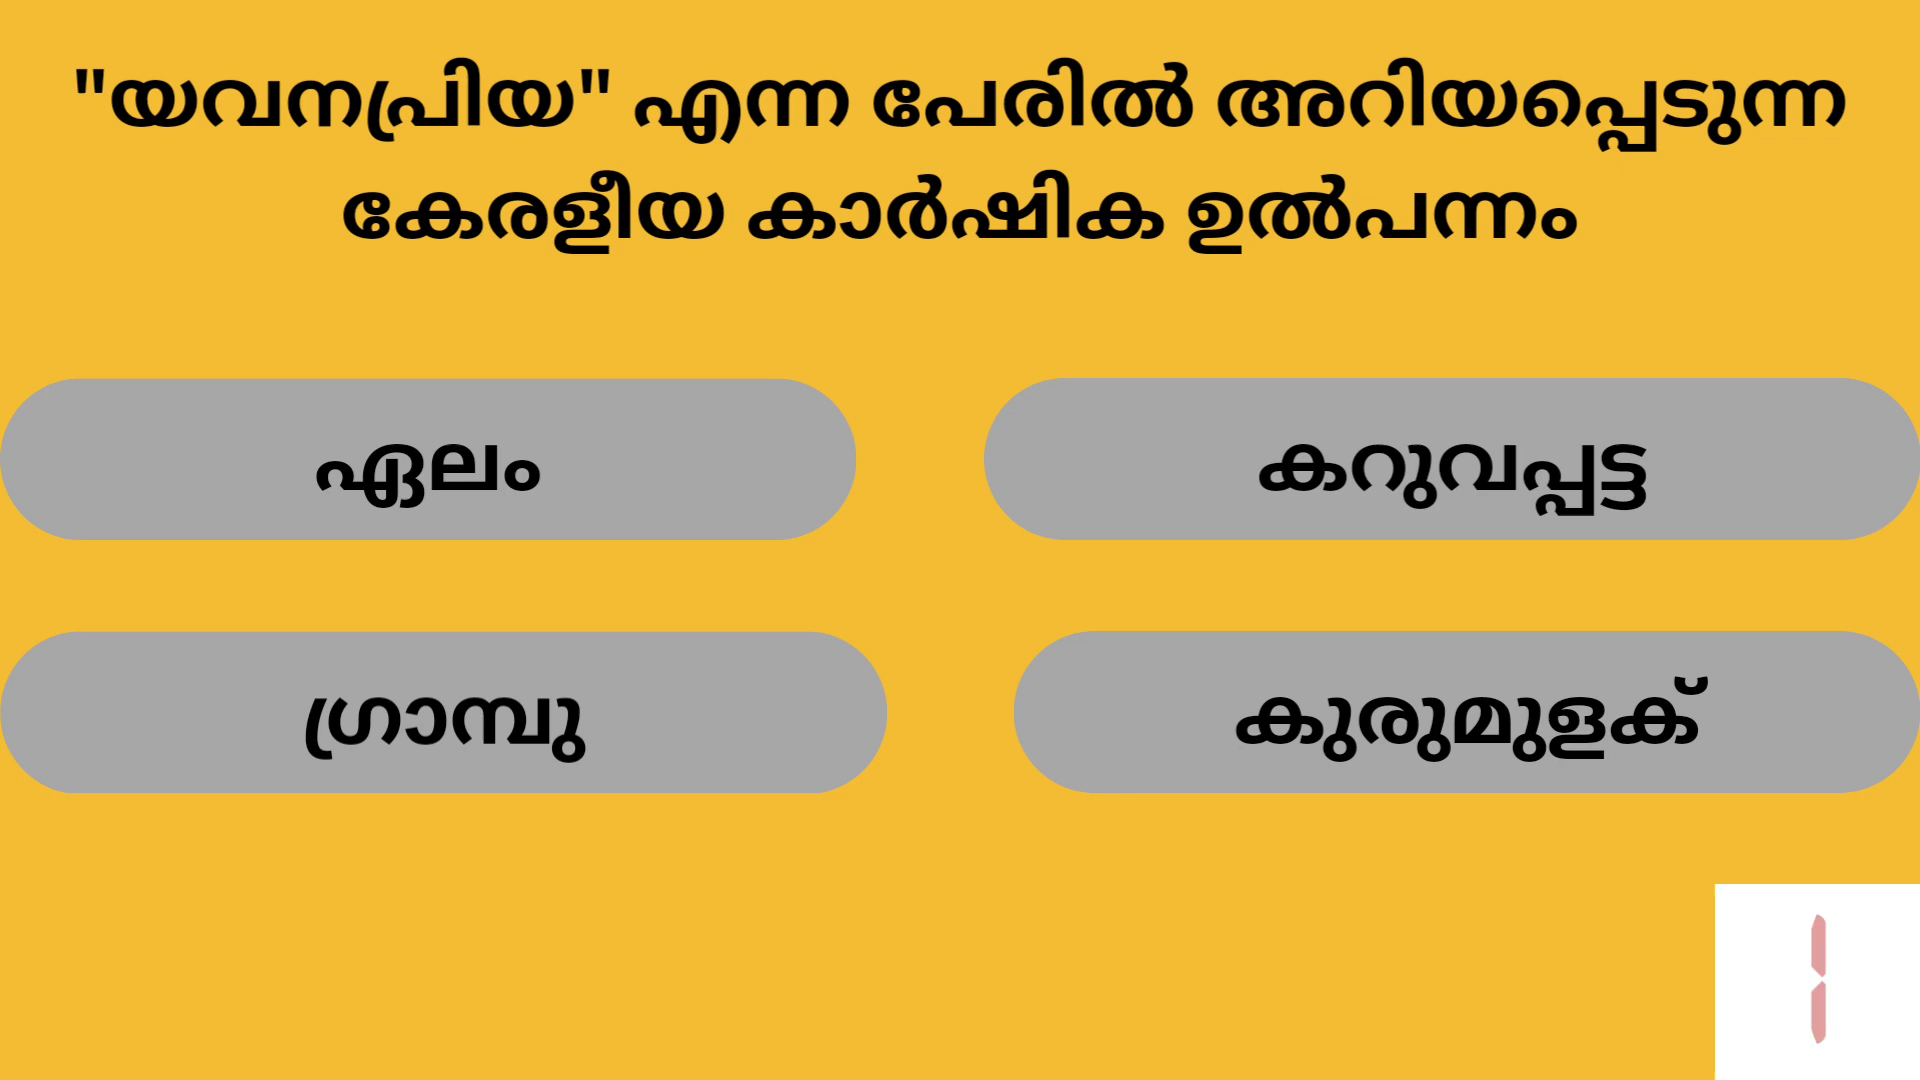 "യവനപ്രിയ" എന്ന പേരിൽ അറിയപ്പെടുന്ന
കേരളീയ കാർഷിക ഉൽപന്നം
ഏലം
കറുവപ്പട്ട
ഗ്രാമ്പു
കുരുമുളക്
1